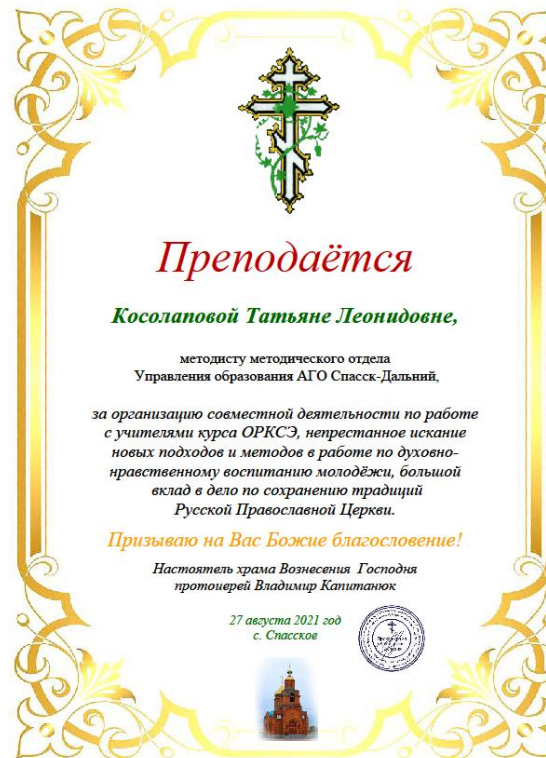 Преподаётся
Косолаповой Татьяне Леонидовне,
методисту методического отдела
Управления образования АГО Спасск-Дальний,
за организацию совместной деятельности по работе
с учителями курса ОРКСЭ, непрестанное искание
новых подходов и методов в работе по духовно-
нравственному воспитанию молодёжи, большой
вклад в дело по сохранению традиций
Русской Православной Церкви.
Призываю на Вас Божие благословение!
Настоятель храма Вознесения Господня
протоиерей Владимир Капитанюк
27 августа 2021 год
с. Спасское